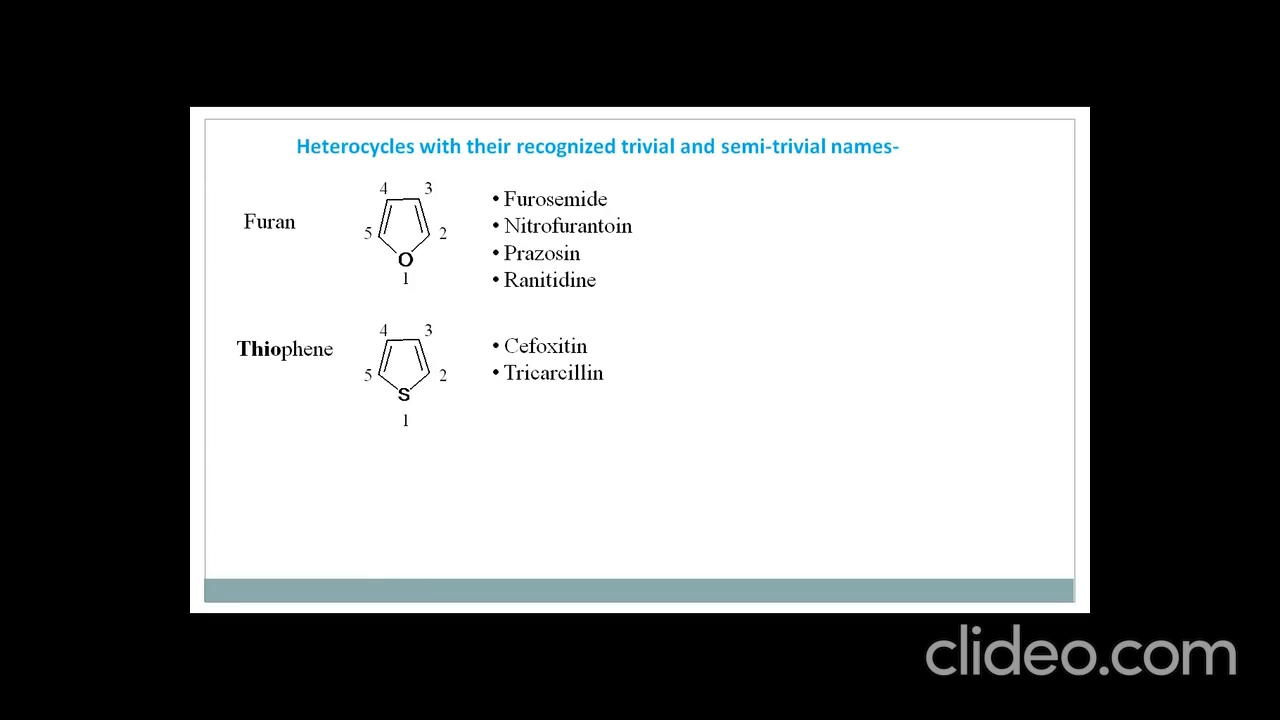 Heterocycles with their recognized trivial and semi-trivial names-
4 3
Furan
5 2
O
1
• Furosemide
• Nitrofurantoin
• Prazosin
• Ranitidine
4 3
Thiophene
5 2
S
1
• Cefoxitin
• Tricarcillin
clideo.com